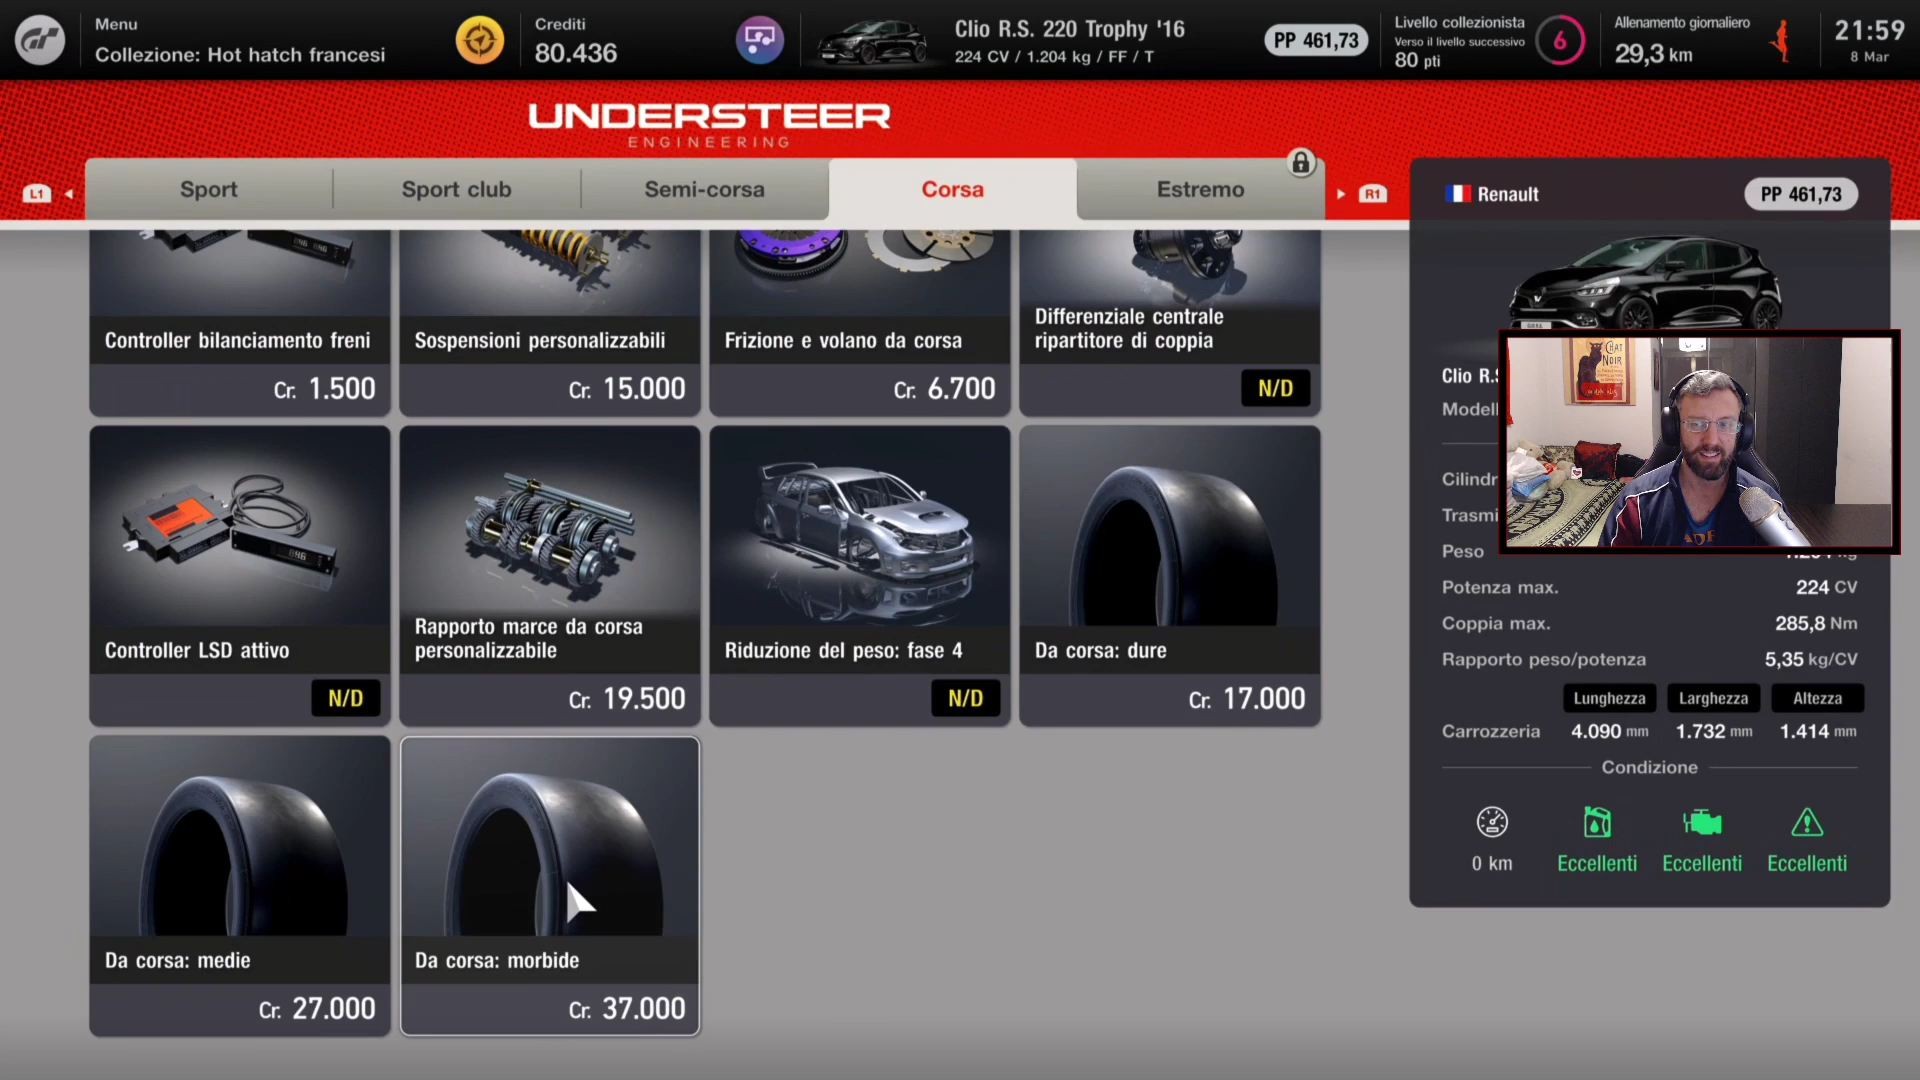 Menu
Collezione: Hot hatch francesi
Crediti
80.436
Clio R.S. 220 Trophy '16
224 CV / 1.204 kg / FF / T
PP 461,73
Livello collezionista
Verso il livello successivo
80 pti
6
Allenamento giornaliero
29,3 km
21:59
8 Mar
UNDERSTEER
ENGINEERING
L1
Sport
Sport club
Semi-corsa
Corsa
Estremo
R1
Controller bilanciamento freni
Cr. 1.500
Sospensioni personalizzabili
Cr. 15.000
Frizione e volano da corsa
Cr. 6.700
Differenziale centrale
ripartitore di coppia
N/D
Controller LSD attivo
N/D
Rapporto marce da corsa
personalizzabile
Cr. 19.500
Riduzione del peso: fase 4
N/D
Da corsa: dure
Cr. 17.000
Da corsa: medie
Cr. 27.000
Da corsa: morbide
Cr. 37.000
Renault
PP 461,73
Clio R.S
CHAT
NOIR
Peso
Potenza max.
224 CV
Coppia max.
285,8 Nm
Rapporto peso/potenza
5,35 kg/CV
Lunghezza
Larghezza
Altezza
Carrozzeria
4.090 mm
1.732 mm
1.414 mm
Condizione
0 km
Eccellenti
Eccellenti
Eccellenti